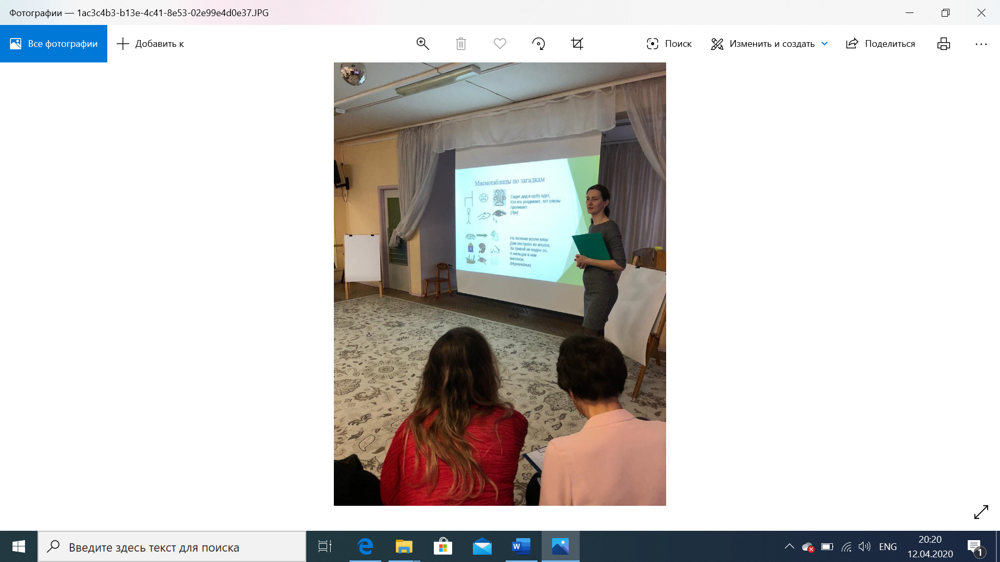 Фотографии — 1ac3c4b3-b13e-4c41-8e53-02e99e4d0e37.JPG
Все фотографии
Добавить к
Поиск
Изменить и создать
Поделиться
Мнемотаблицы по загадкам
Сидит дед в шубу одет,
Кто его раздевает, тот слезы
проливает.
(Лук)
На полянке возле елок
Дом построен из иголок.
За травой не виден он,
А жильцов в нем
миллион.
(Муравейник)
Введите здесь текст для поиска
W
ENG
20:20
12.04.2020
1